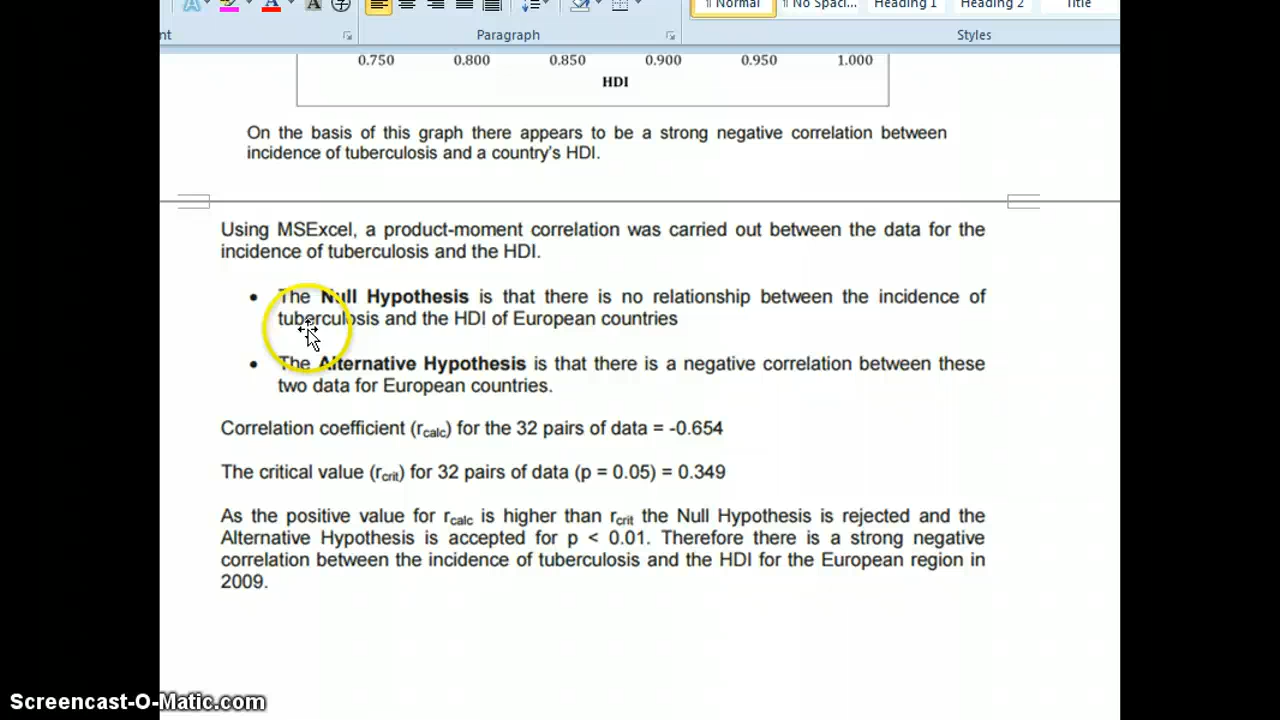 ¶ Normal ¶ No Spaci... Heading 1 Heading 2 Title
nt Paragraph Styles
0.750 0.800 0.850 0.900 0.950 1.000
HDI
On the basis of this graph there appears to be a strong negative correlation between
incidence of tuberculosis and a country's HDI.
Using MSExcel, a product-moment correlation was carried out between the data for the
incidence of tuberculosis and the HDI.
• The Null Hypothesis is that there is no relationship between the incidence of
tuberculosis and the HDI of European countries
• The Alternative Hypothesis is that there is a negative correlation between these
two data for European countries.
Correlation coefficient (rcalc) for the 32 pairs of data = -0.654
The critical value (rcrit) for 32 pairs of data (p = 0.05) = 0.349
As the positive value for rcalc is higher than rcrit the Null Hypothesis is rejected and the
Alternative Hypothesis is accepted for p < 0.01. Therefore there is a strong negative
correlation between the incidence of tuberculosis and the HDI for the European region in
2009.
Screencast-O-Matic.com